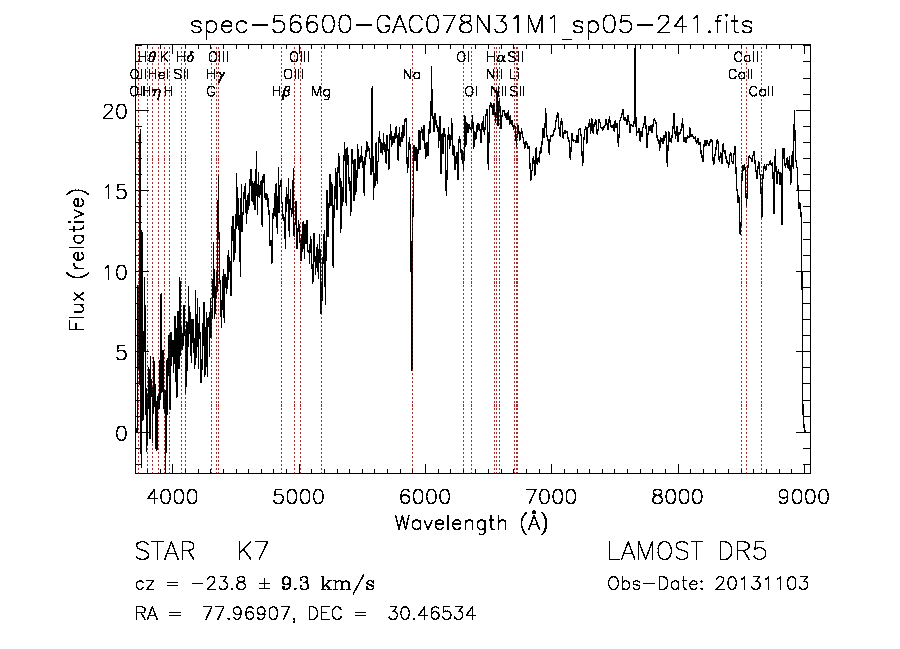 spec-56600-GAC078N31M1_sp05-241.fits
Hθ K Hδ OIII OIII OI Hα SII CaII
OII HeI SII Hγ OIII Na NII Li CaII
OII Hη H G Hβ Mg OI NII SII CaII
20
15
10
5
0
Flux (relative)
4000 5000 6000 7000 8000 9000
Wavelength (Å)
STAR K7 LAMOST DR5
cz = -23.8 ± 9.3 km/s Obs-Date: 20131103
RA = 77.96907, DEC = 30.46534